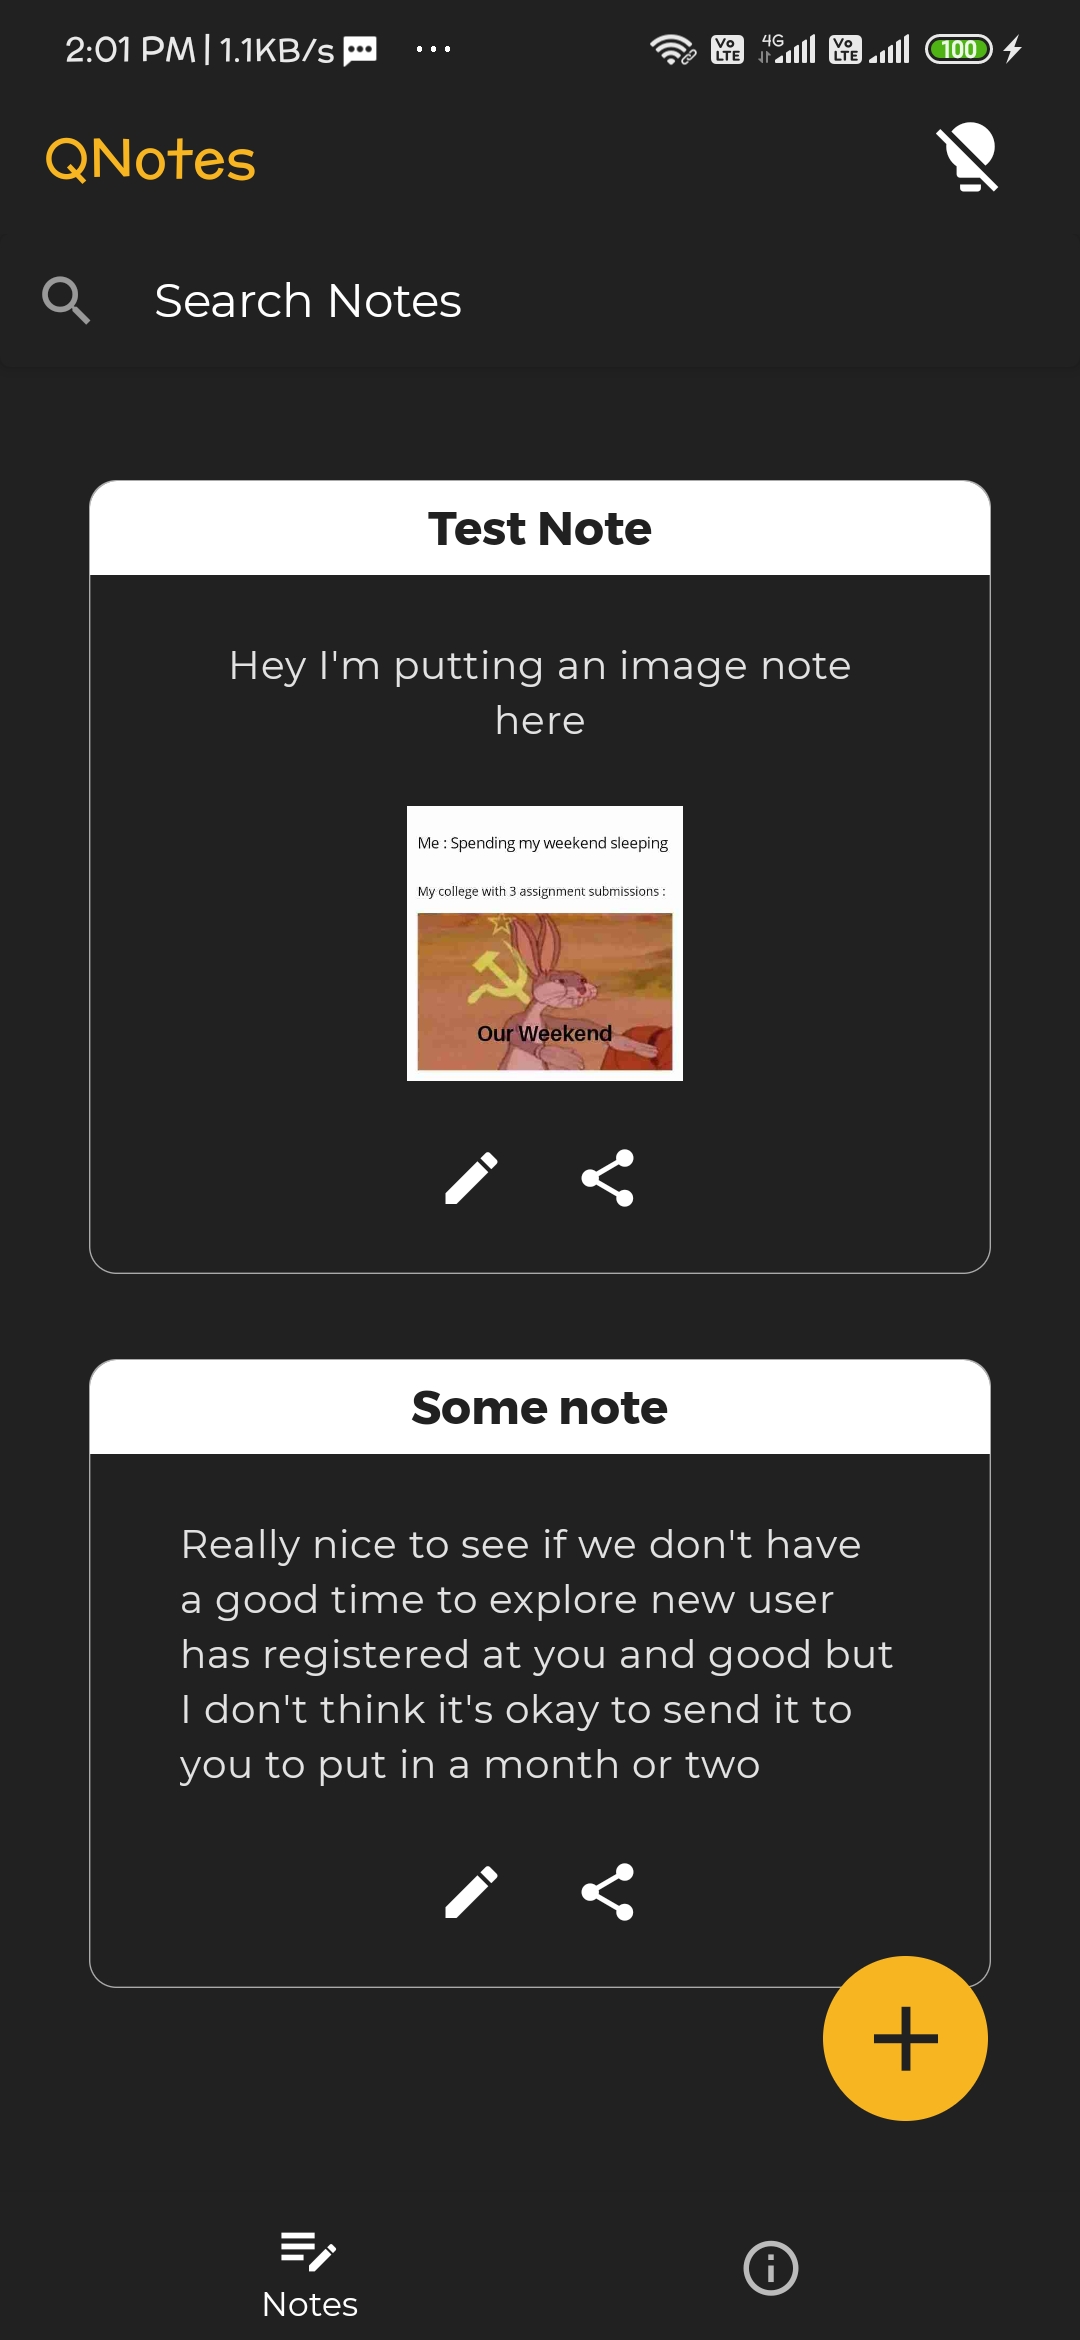 2:01 PM | 1.1KB/s
Vo LTE 4G Vo LTE 100
QNotes
Search Notes
Test Note
Hey I'm putting an image note
here
Me : Spending my weekend sleeping
My college with 3 assignment submissions :
Our Weekend
Some note
Really nice to see if we don't have
a good time to explore new user
has registered at you and good but
I don't think it's okay to send it to
you to put in a month or two
Notes